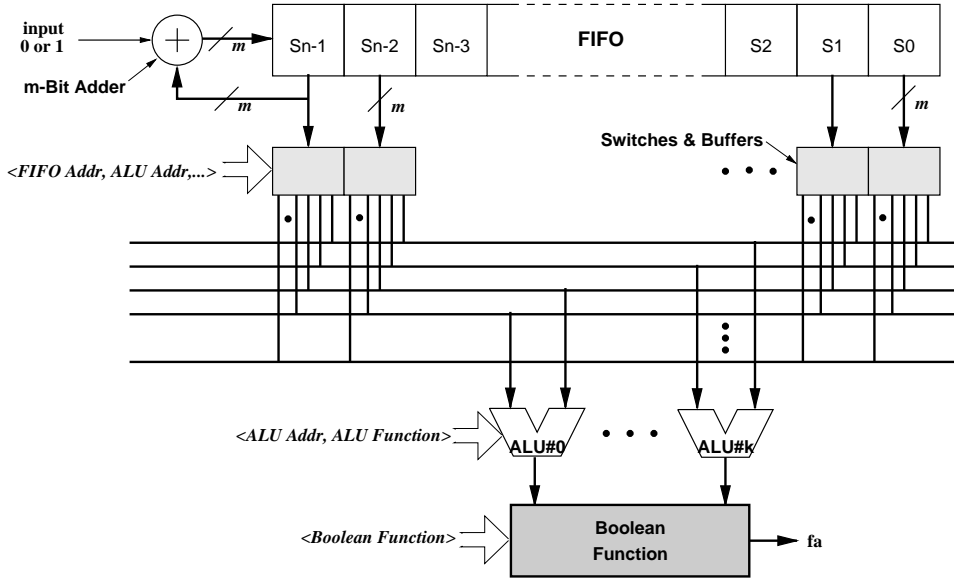 input
0 or 1
m
Sn-1
Sn-2
Sn-3
FIFO
S2
S1
S0
m-Bit Adder
m
m
m
Switches & Buffers
<FIFO Addr, ALU Addr,...>
<ALU Addr, ALU Function>
ALU#0
ALU#k
<Boolean Function>
Boolean
Function
fa